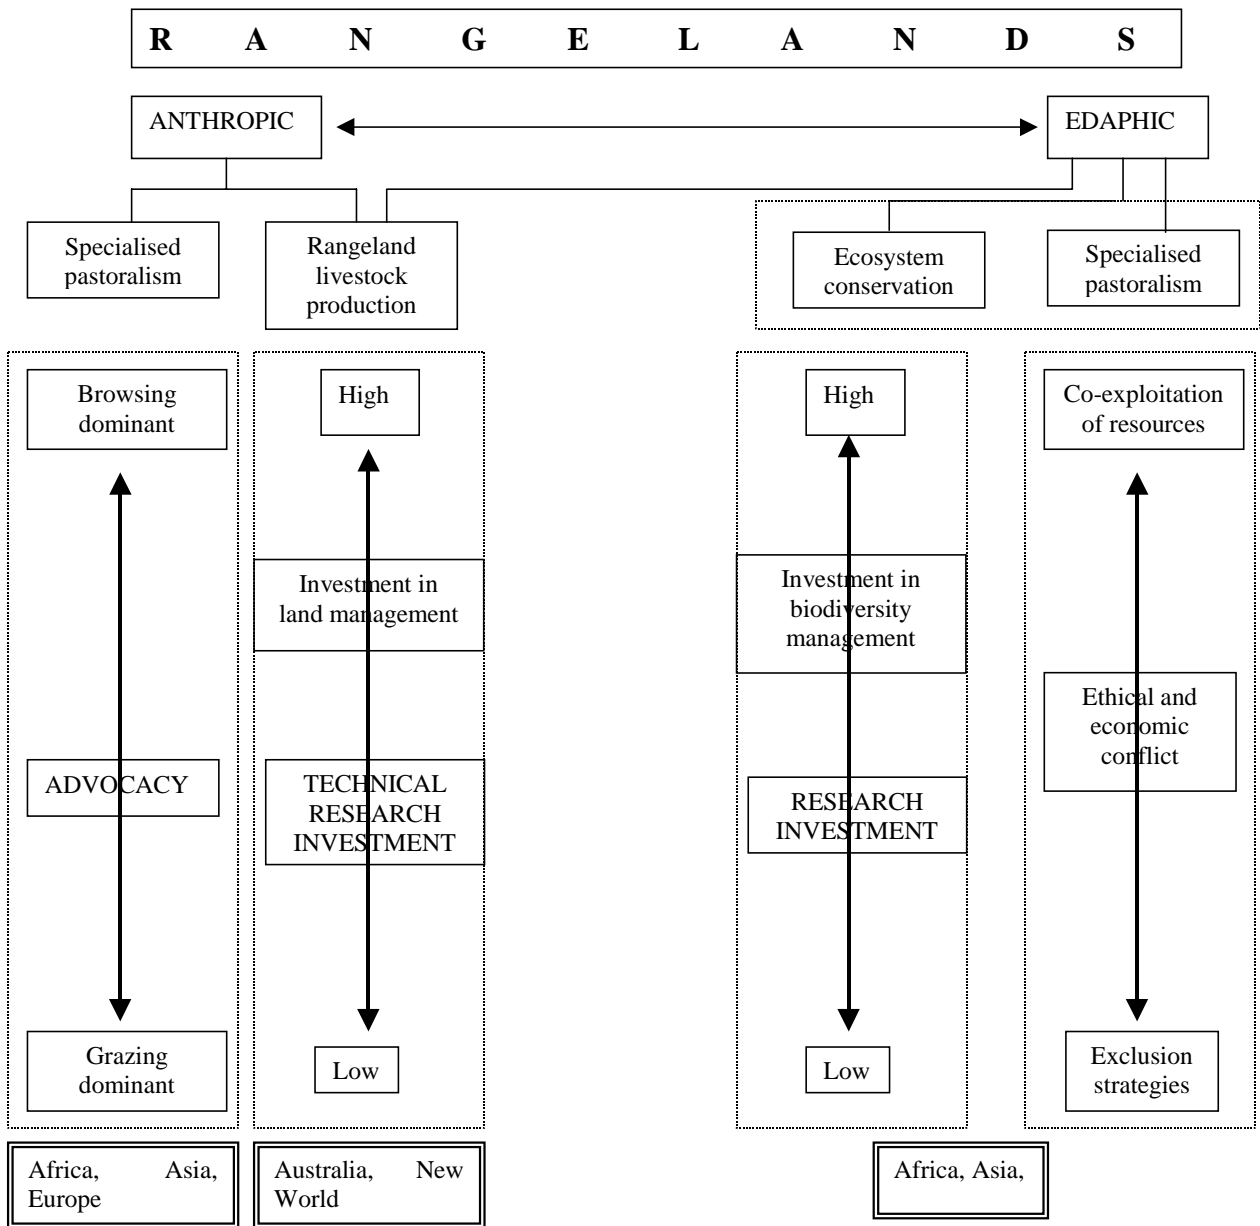 R A N G E L A N D S
ANTHROPIC
EDAPHIC
Specialised
pastoralism
Rangeland
livestock
production
Ecosystem
conservation
Specialised
pastoralism
Browsing
dominant
High
High
Co-exploitation
of resources
Investment in
land management
Investment in
biodiversity
management
Ethical and
economic
conflict
ADVOCACY
TECHNICAL
RESEARCH
INVESTMENT
RESEARCH
INVESTMENT
Grazing
dominant
Low
Low
Exclusion
strategies
Africa, Asia,
Europe
Australia, New
World
Africa, Asia,